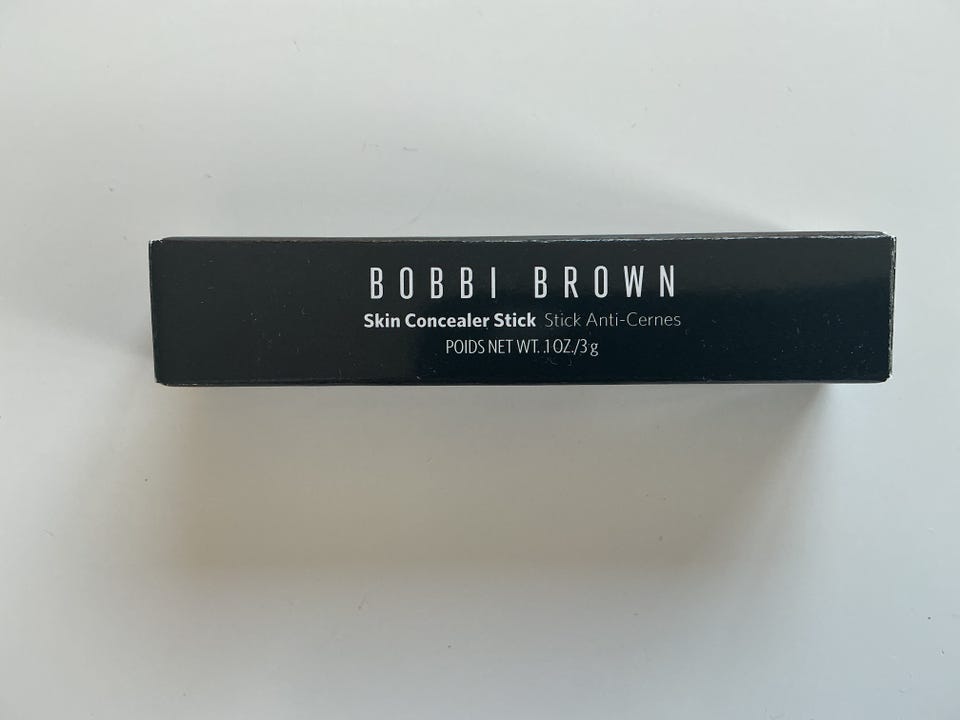 BOBBI BROWN
Skin Concealer Stick Stick Anti-Cernes
POIDS NET WT. .1 OZ./3 g